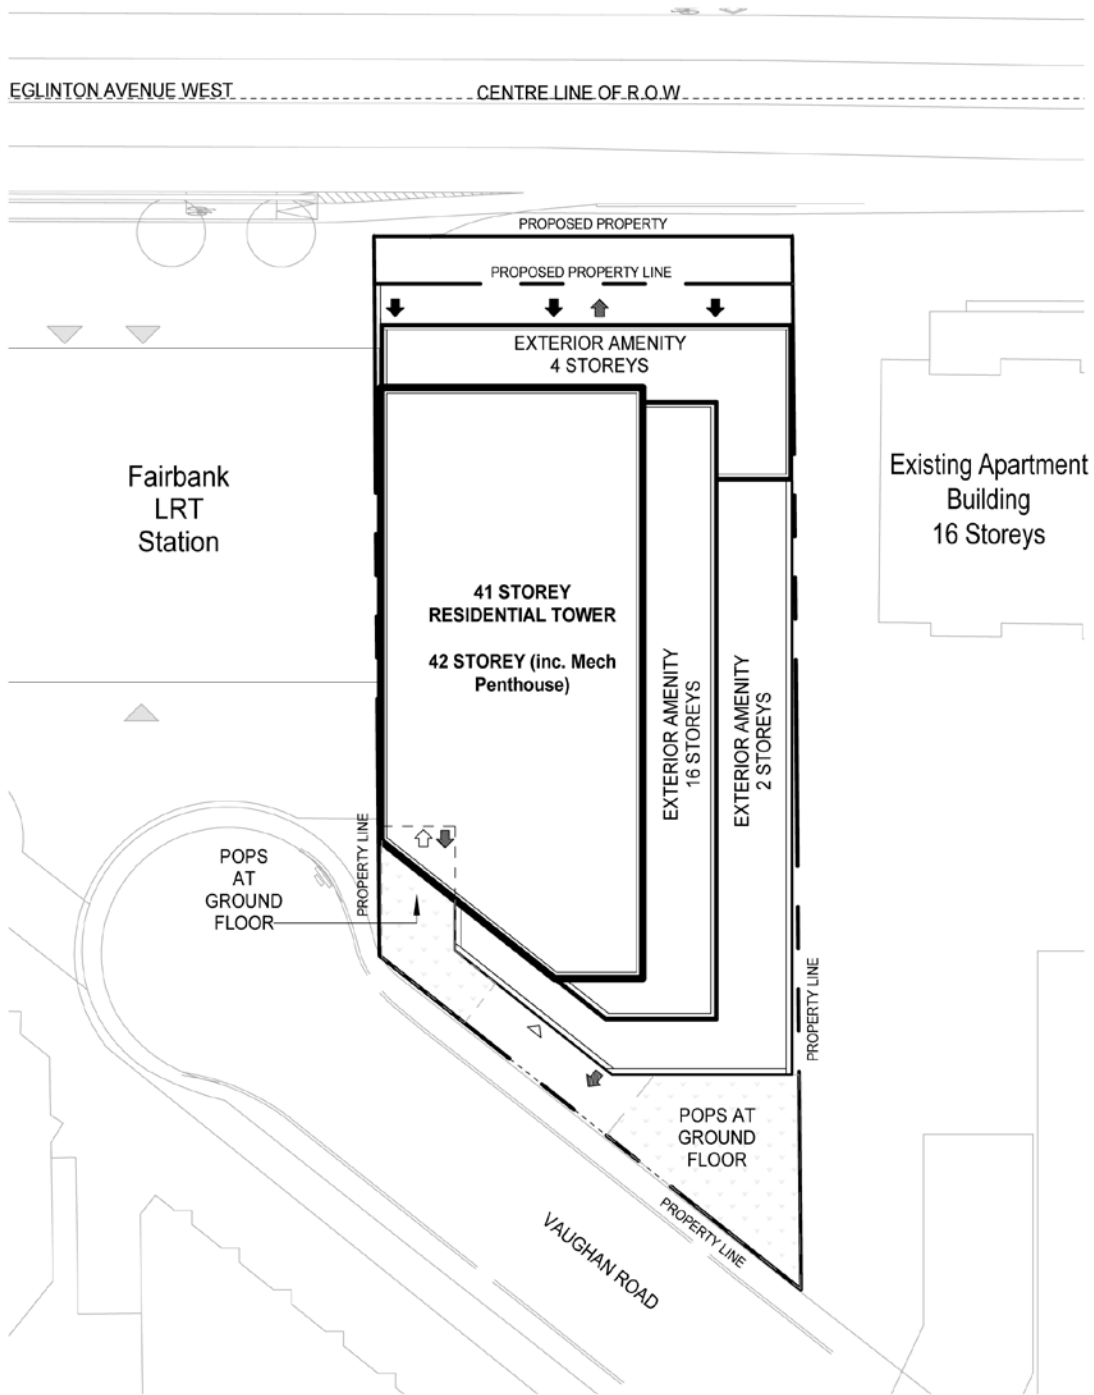 EGLINTON AVENUE WEST
CENTRE LINE OF R.O.W
PROPOSED PROPERTY
PROPOSED PROPERTY LINE
EXTERIOR AMENITY
4 STOREYS
Fairbank
LRT
Station
Existing Apartment
Building
16 Storeys
41 STOREY
RESIDENTIAL TOWER
42 STOREY (inc. Mech
Penthouse)
EXTERIOR AMENITY
16 STOREYS
EXTERIOR AMENITY
2 STOREYS
PROPERTY LINE
POPS
AT
GROUND
FLOOR
PROPERTY LINE
POPS AT
GROUND
FLOOR
PROPERTY LINE
VAUGHAN ROAD